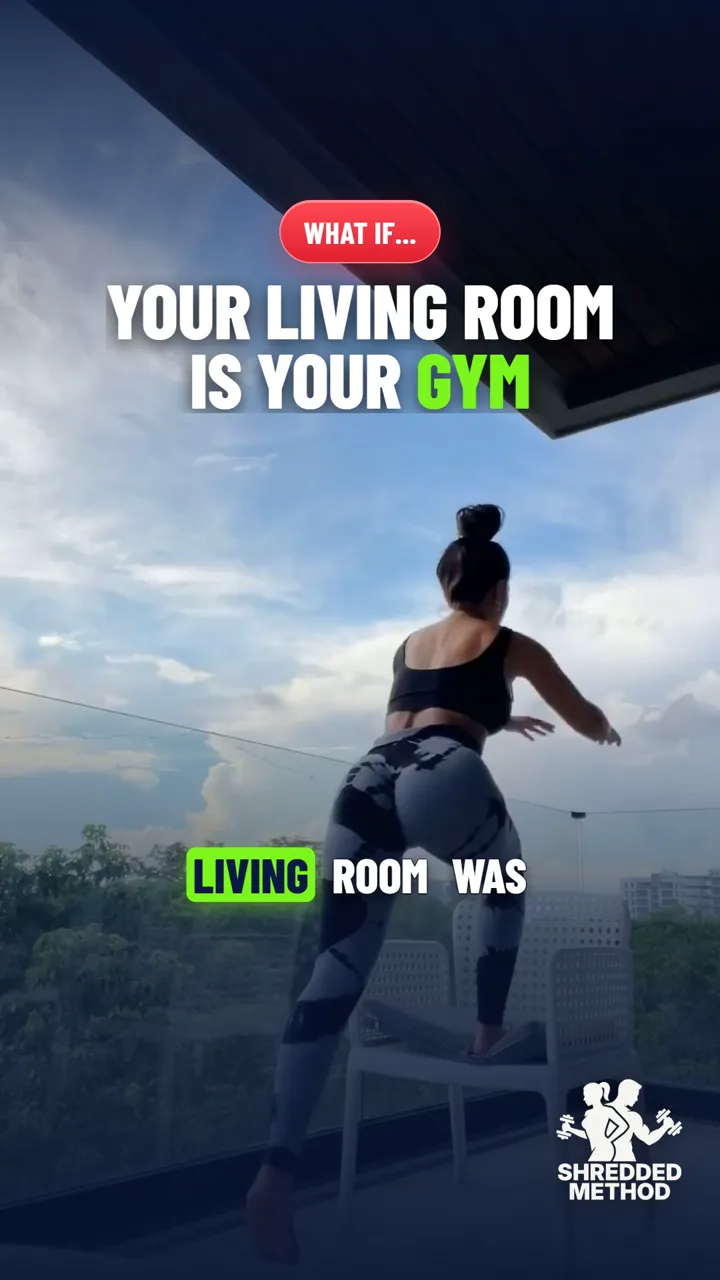 WHAT IF...
YOUR LIVING ROOM
IS YOUR GYM
LIVING ROOM WAS
SHREDDED
METHOD